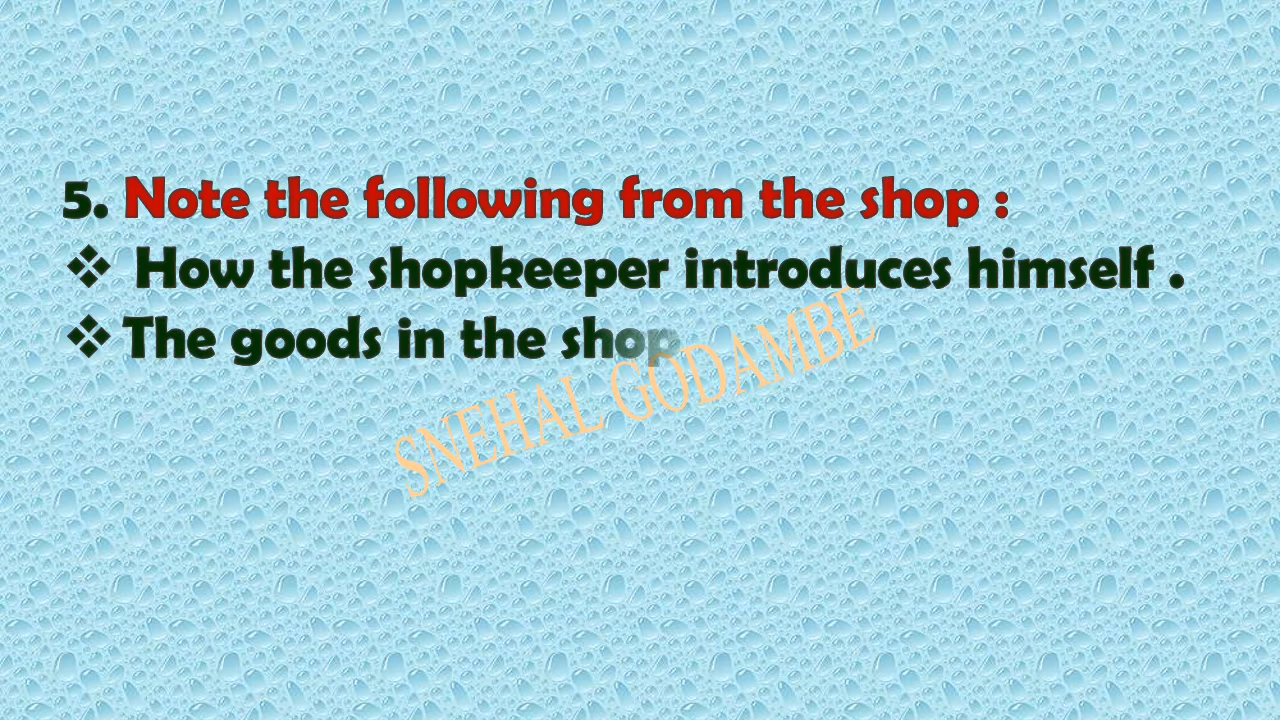 5. Note the following from the shop :
❖ How the shopkeeper introduces himself .
❖ The goods in the shop
SNEHAL GODAMBE